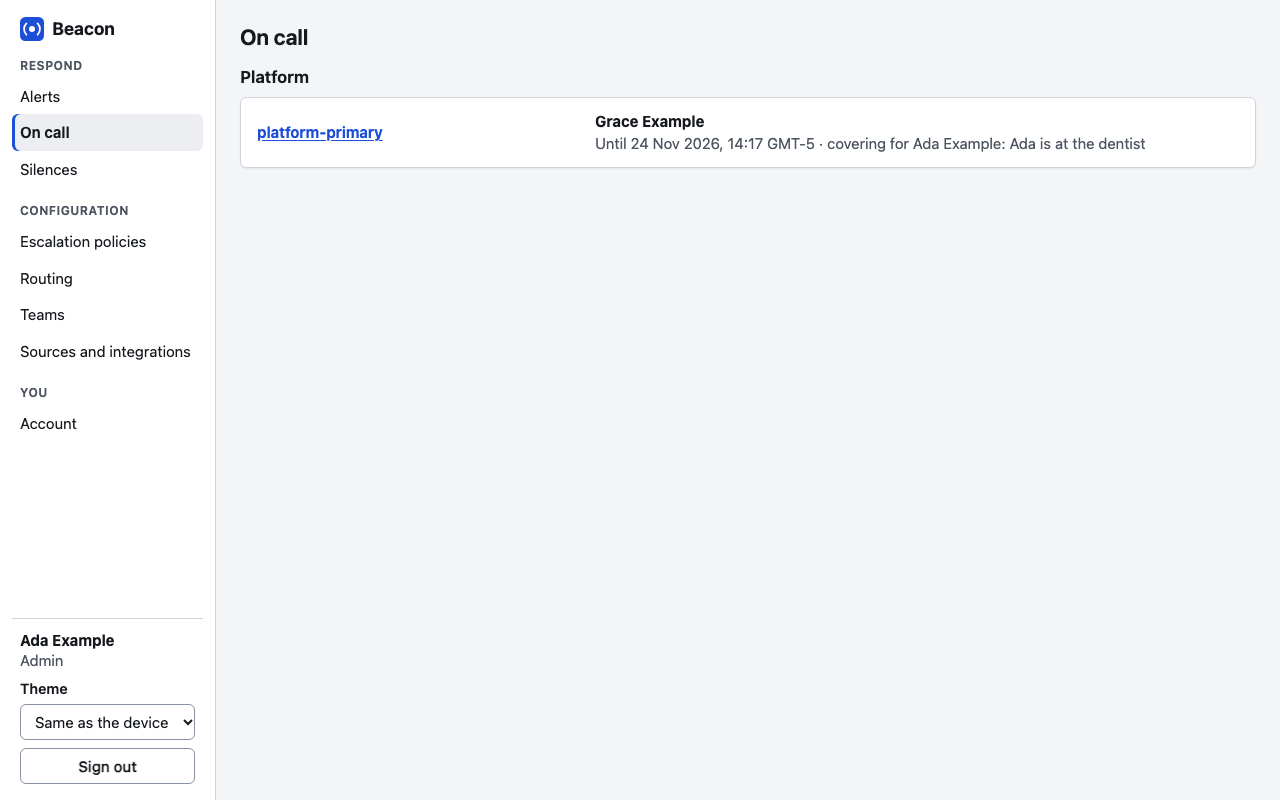 Beacon
RESPOND
Alerts
On call
Silences
CONFIGURATION
Escalation policies
Routing
Teams
Sources and integrations
YOU
Account
Ada Example
Admin
Theme
Same as the device
Sign out
On call
Platform
platform-primary
Grace Example
Until 24 Nov 2026, 14:17 GMT-5 · covering for Ada Example: Ada is at the dentist